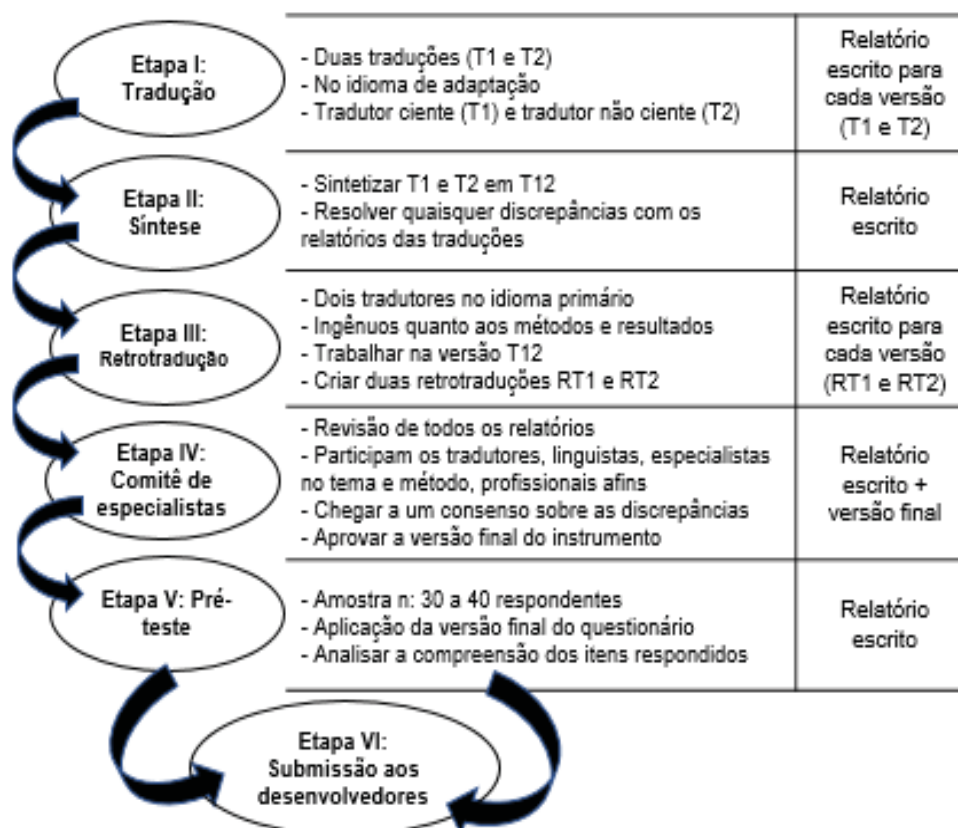 Etapa I:
Tradução
- Duas traduções (T1 e T2)
- No idioma de adaptação
- Tradutor ciente (T1) e tradutor não ciente (T2)
Relatório
escrito para
cada versão
(T1 e T2)
Etapa II:
Síntese
- Sintetizar T1 e T2 em T12
- Resolver quaisquer discrepâncias com os
relatórios das traduções
Relatório
escrito
Etapa III:
Retrotradução
- Dois tradutores no idioma primário
- Ingênuos quanto aos métodos e resultados
- Trabalhar na versão T12
- Criar duas retrotraduções RT1 e RT2
Relatório
escrito para
cada versão
(RT1 e RT2)
Etapa IV:
Comitê de
especialistas
- Revisão de todos os relatórios
- Participam os tradutores, linguistas, especialistas
no tema e método, profissionais afins
- Chegar a um consenso sobre as discrepâncias
- Aprovar a versão final do instrumento
Relatório
escrito +
versão final
Etapa V: Pré-
teste
- Amostra n: 30 a 40 respondentes
- Aplicação da versão final do questionário
- Analisar a compreensão dos itens respondidos
Relatório
escrito
Etapa VI:
Submissão aos
desenvolvedores